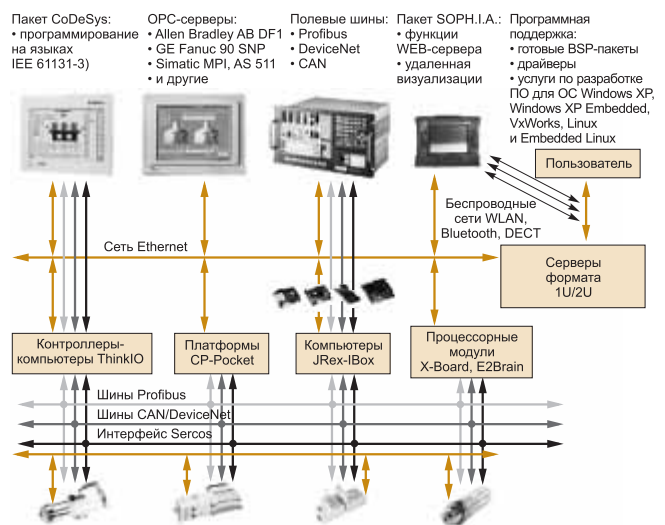 Пакет CoDeSys:
• программирование
на языках
IEE 61131-3)
OPC-серверы:
• Allen Bradley AB DF1
• GE Fanuc 90 SNP
• Simatic MPI, AS 511
• и другие
Полевые шины:
• Profibus
• DeviceNet
• CAN
Пакет SOPH.I.A.:
• функции
WEB-сервера
• удаленная
визуализации
Программная
поддержка:
• готовые BSP-пакеты
• драйверы
• услуги по разработке
ПО для ОС Windows XP,
Windows XP Embedded,
VxWorks, Linux
и Embedded Linux
Пользователь
Беспроводные
сети WLAN,
Bluetooth, DECT
Сеть Ethernet
Серверы
формата
1U/2U
Контроллеры-
компьютеры ThinkIO
Платформы
CP-Pocket
Компьютеры
JRex-IBox
Процессорные
модули
X-Board, E2Brain
Шины Profibus
Шины CAN/DeviceNet
Интерфейс Sercos